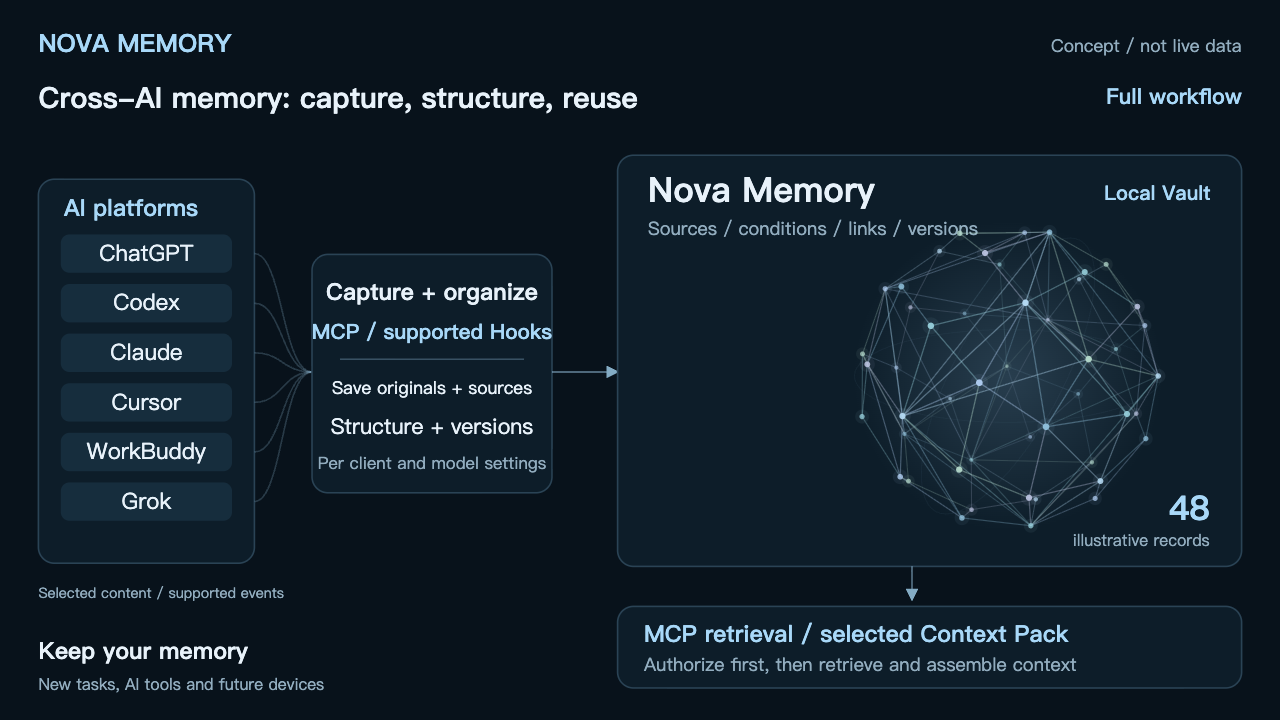 NOVA MEMORY
Concept / not live data
Cross–AI memory: capture, structure, reuse
Full workflow
AI platforms
ChatGPT
Codex
Claude
Cursor
WorkBuddy
Grok
Selected content / supported events
Keep your memory
New tasks, AI tools and future devices
Capture + organize
MCP / supported Hooks
Save originals + sources
Structure + versions
Per client and model settings
Nova Memory
Local Vault
Sources / conditions / links / versions
48
illustrative records
MCP retrieval / selected Context Pack
Authorize first, then retrieve and assemble context